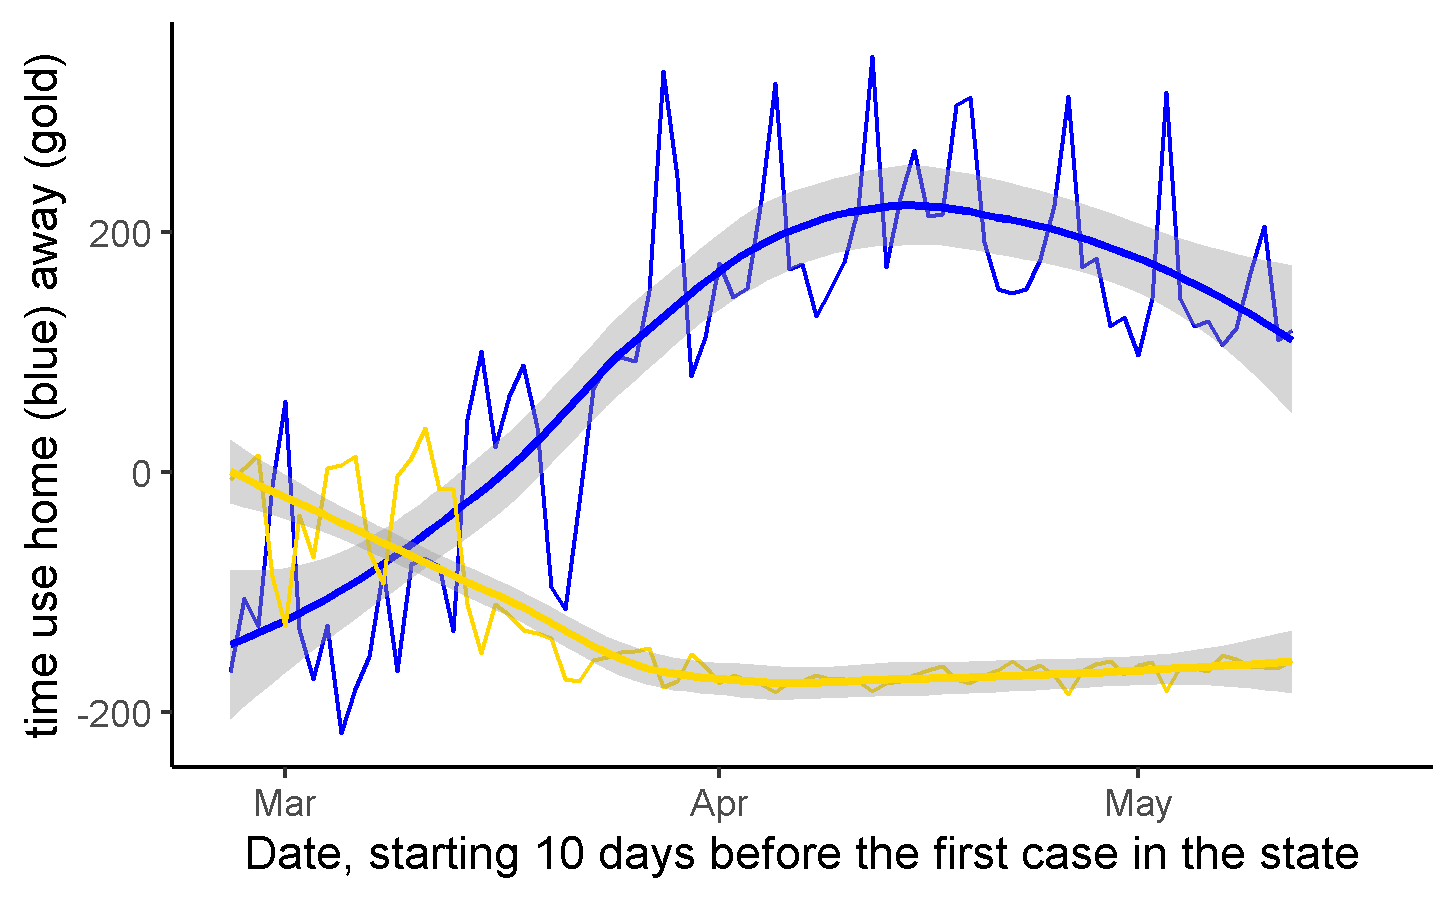 time use home (blue) away (gold)
200
0
-200
Mar Apr May
Date, starting 10 days before the first case in the state